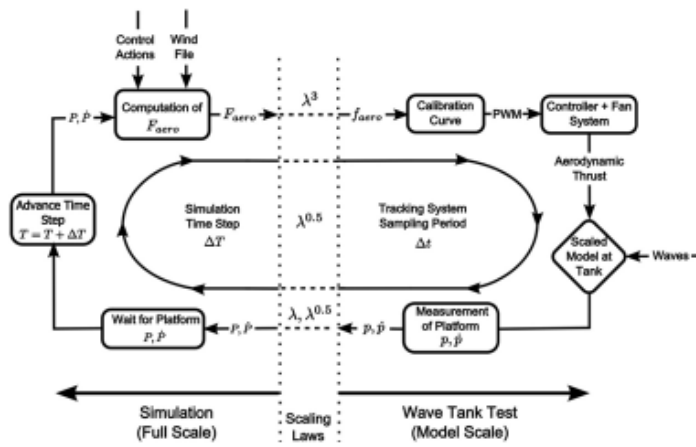 Control
Actions
Wind
File
Computation of
F_aero
P, Ṗ
F_aero
λ³
f_aero
Calibration
Curve
PWM
Controller + Fan
System
Aerodynamic
Thrust
Advance Time
Step
T = T + ΔT
Simulation
Time Step
ΔT
λ^0.5
Tracking System
Sampling Period
Δt
Scaled
Model at
Tank
Waves
Wait for Platform
P, Ṗ
P, Ṗ
λ, λ^0.5
p, ṗ
Measurement
of Platform
p, ṗ
Simulation
(Full Scale)
Scaling
Laws
Wave Tank Test
(Model Scale)